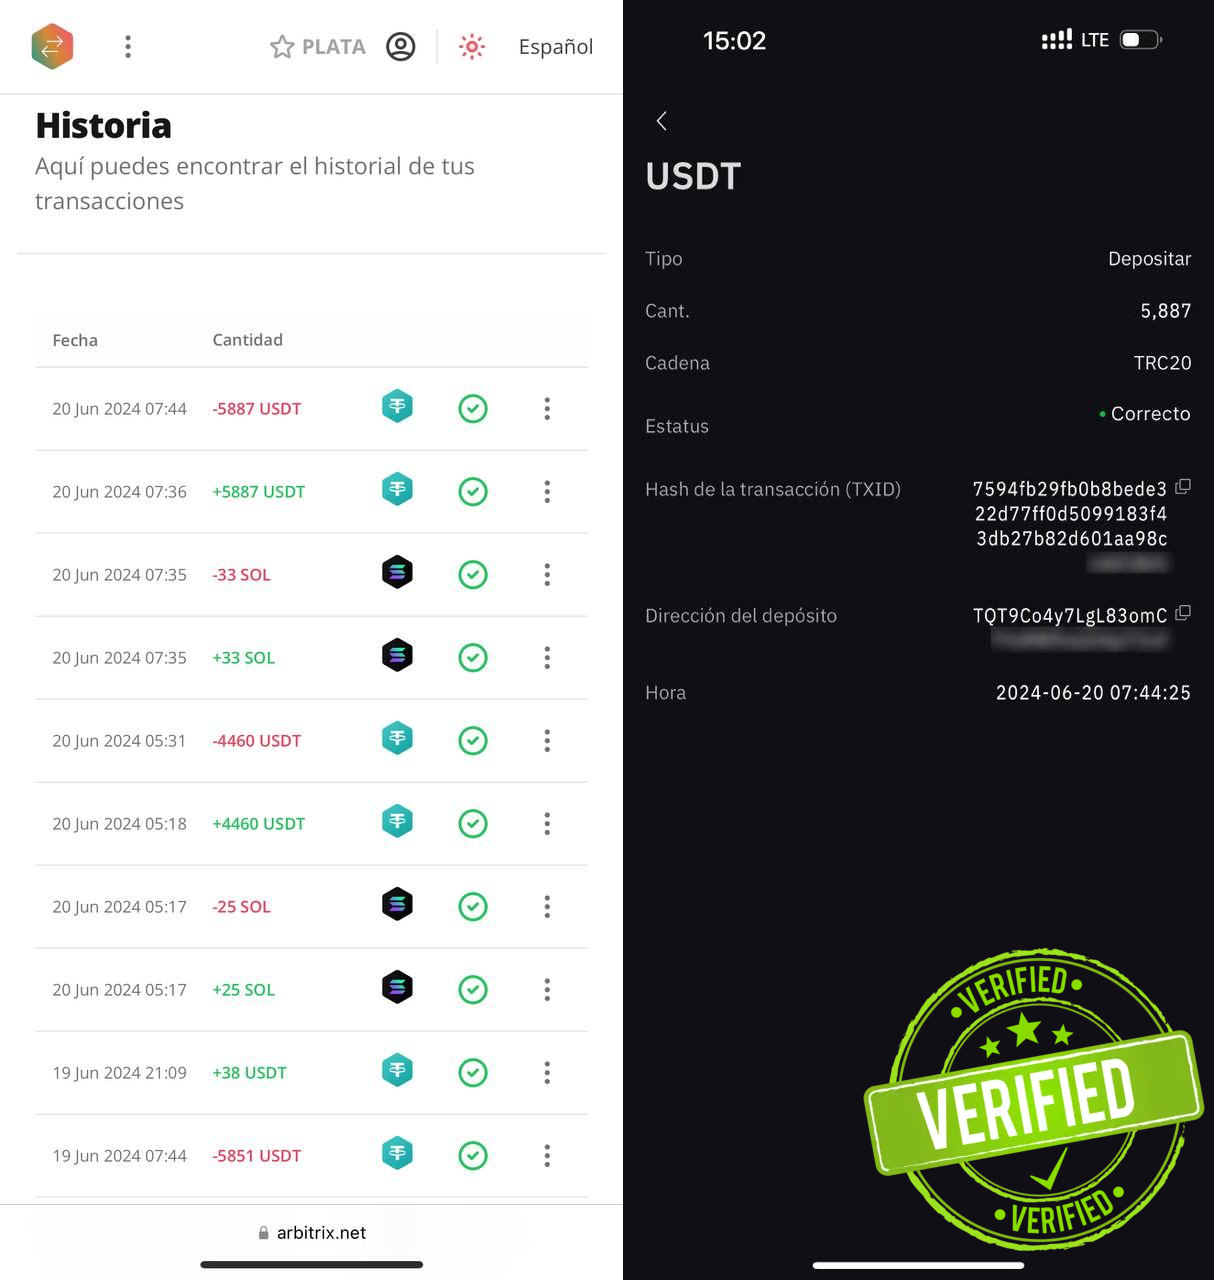 PLATA
Español
Historia
Aquí puedes encontrar el historial de tus
transacciones
Fecha Cantidad
20 Jun 2024 07:44 -5887 USDT
20 Jun 2024 07:36 +5887 USDT
20 Jun 2024 07:35 -33 SOL
20 Jun 2024 07:35 +33 SOL
20 Jun 2024 05:31 -4460 USDT
20 Jun 2024 05:18 +4460 USDT
20 Jun 2024 05:17 -25 SOL
20 Jun 2024 05:17 +25 SOL
19 Jun 2024 21:09 +38 USDT
19 Jun 2024 07:44 -5851 USDT
arbitrix.net
15:02 LTE
USDT
Tipo Depositar
Cant. 5,887
Cadena TRC20
Estatus Correcto
Hash de la transacción (TXID) 7594fb29fb0b8bede3
22d77ff0d5099183f4
3db27b82d601aa98c
Dirección del depósito TQT9Co4y7LgL83omC
Hora 2024-06-20 07:44:25
VERIFIED
VERIFIED
VERIFIED